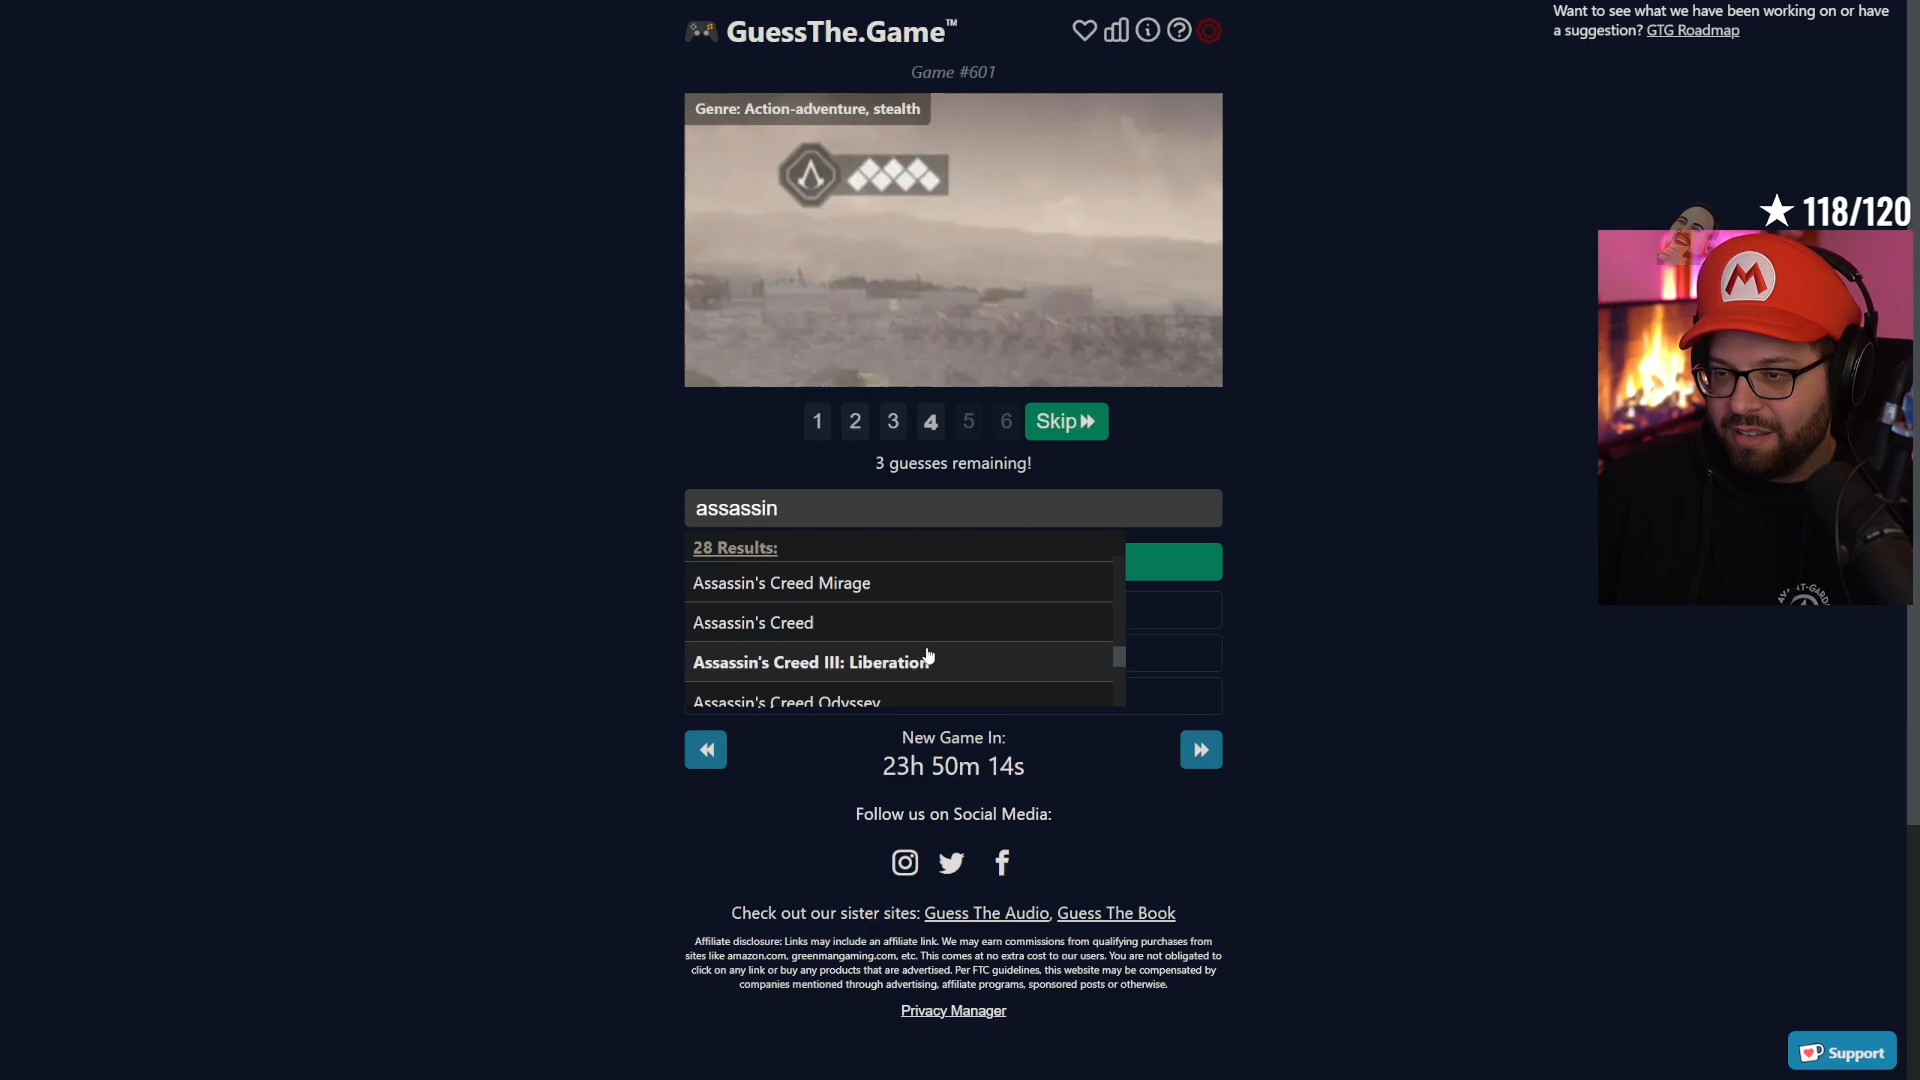 GuessThe.Game™
Want to see what we have been working on or have
a suggestion? GTG Roadmap
Game #601
Genre: Action-adventure, stealth
118/120
M
1 2 3 4 5 6 Skip
3 guesses remaining!
assassin
28 Results:
Assassin's Creed Mirage
Assassin's Creed
Assassin's Creed III: Liberation
Assassin's Creed Odyssey
New Game In:
23h 50m 14s
Follow us on Social Media:
Check out our sister sites: Guess The Audio, Guess The Book
Affiliate disclosure: Links may include an affiliate link. We may earn commissions from qualifying purchases from
sites like amazon.com, greenmangaming.com, etc. This comes at no extra cost to our users. You are not obligated to
click on any link or buy any products that are advertised. Per FTC guidelines, this website may be compensated by
companies mentioned through advertising, affiliate programs, sponsored posts or otherwise.
Privacy Manager
Support